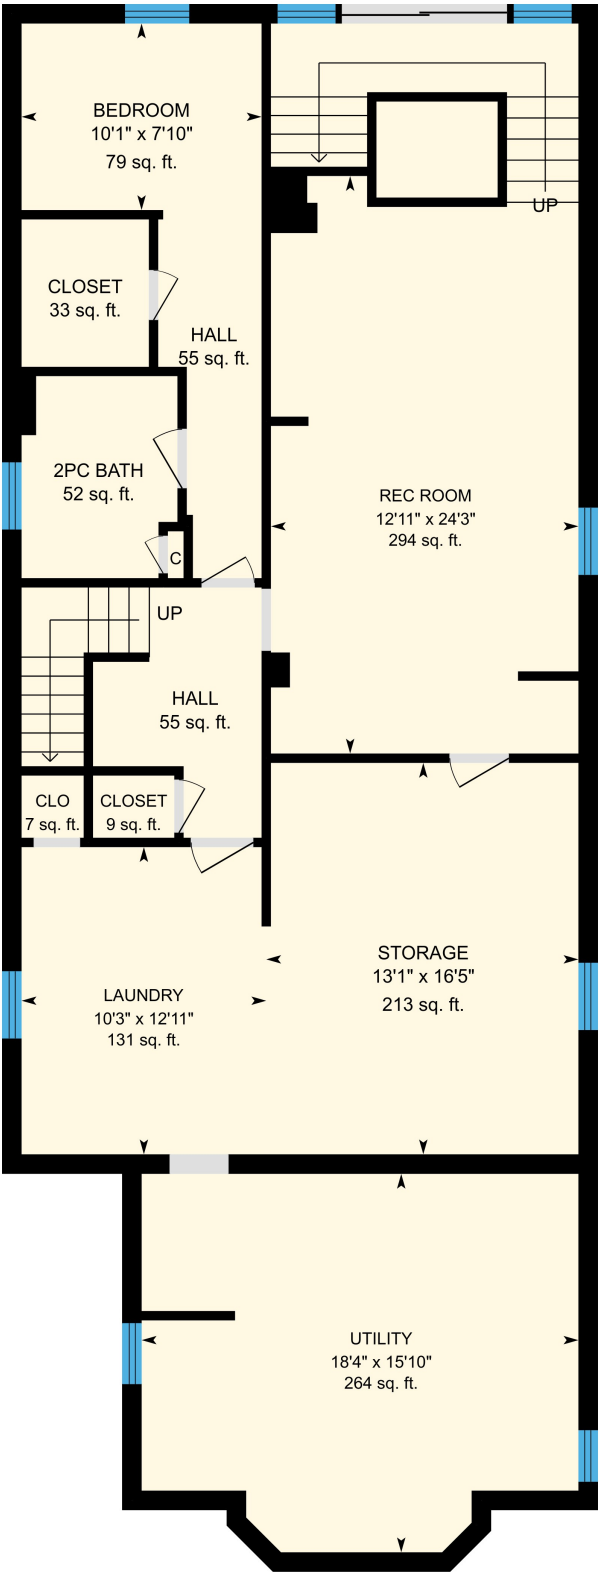 BEDROOM
10'1" x 7'10"
79 sq. ft.
UP
CLOSET
33 sq. ft.
HALL
55 sq. ft.
2PC BATH
52 sq. ft.
REC ROOM
12'11" x 24'3"
294 sq. ft.
C
UP
HALL
55 sq. ft.
CLO
7 sq. ft.
CLOSET
9 sq. ft.
STORAGE
13'1" x 16'5"
213 sq. ft.
LAUNDRY
10'3" x 12'11"
131 sq. ft.
UTILITY
18'4" x 15'10"
264 sq. ft.